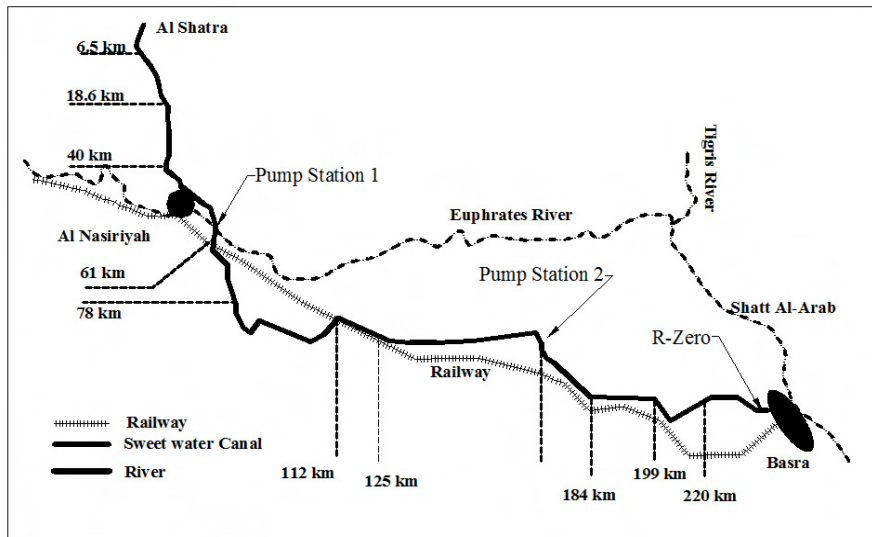 Al Shatra
6.5 km
18.6 km
40 km
Pump Station 1
Tigris River
Euphrates River
Al Nasiriyah
61 km
Pump Station 2
78 km
Shatt Al-Arab
R-Zero
Railway
Railway
Sweet water Canal
River
Basra
112 km
125 km
184 km
199 km
220 km